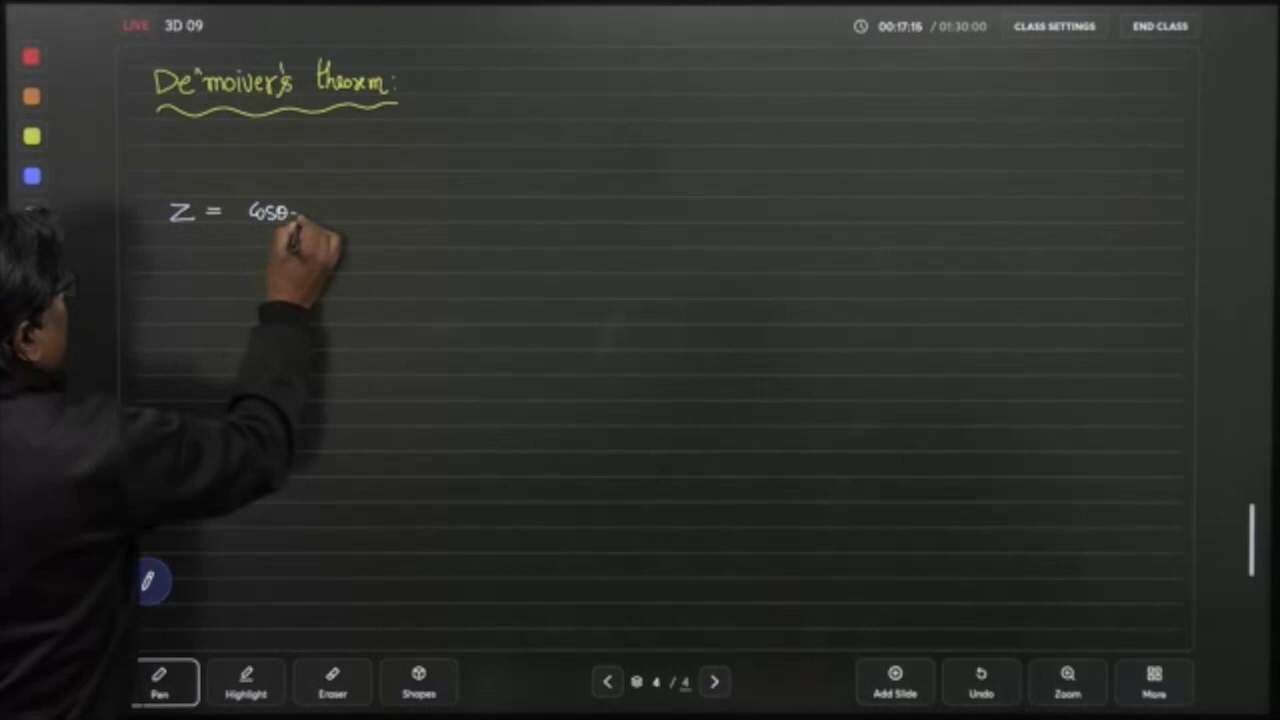 LIVE 3D 09 00:17:16 / 01:30:00 CLASS SETTINGS END CLASS
De'moiver's theorem:
Z = cosθ-
Pen Highlight Eraser Shapes 4 / 4 Add Slide Undo Zoom More